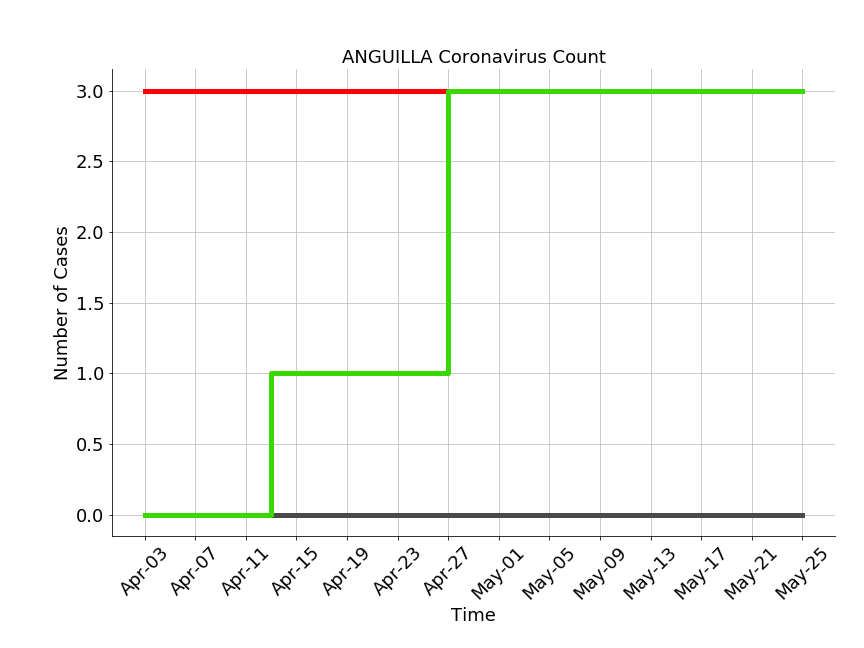 ANGUILLA Coronavirus Count
3.0
2.5
2.0
1.5
1.0
0.5
0.0
Number of Cases
Apr-03
Apr-07
Apr-11
Apr-15
Apr-19
Apr-23
Apr-27
May-01
May-05
May-09
May-13
May-17
May-21
May-25
Time